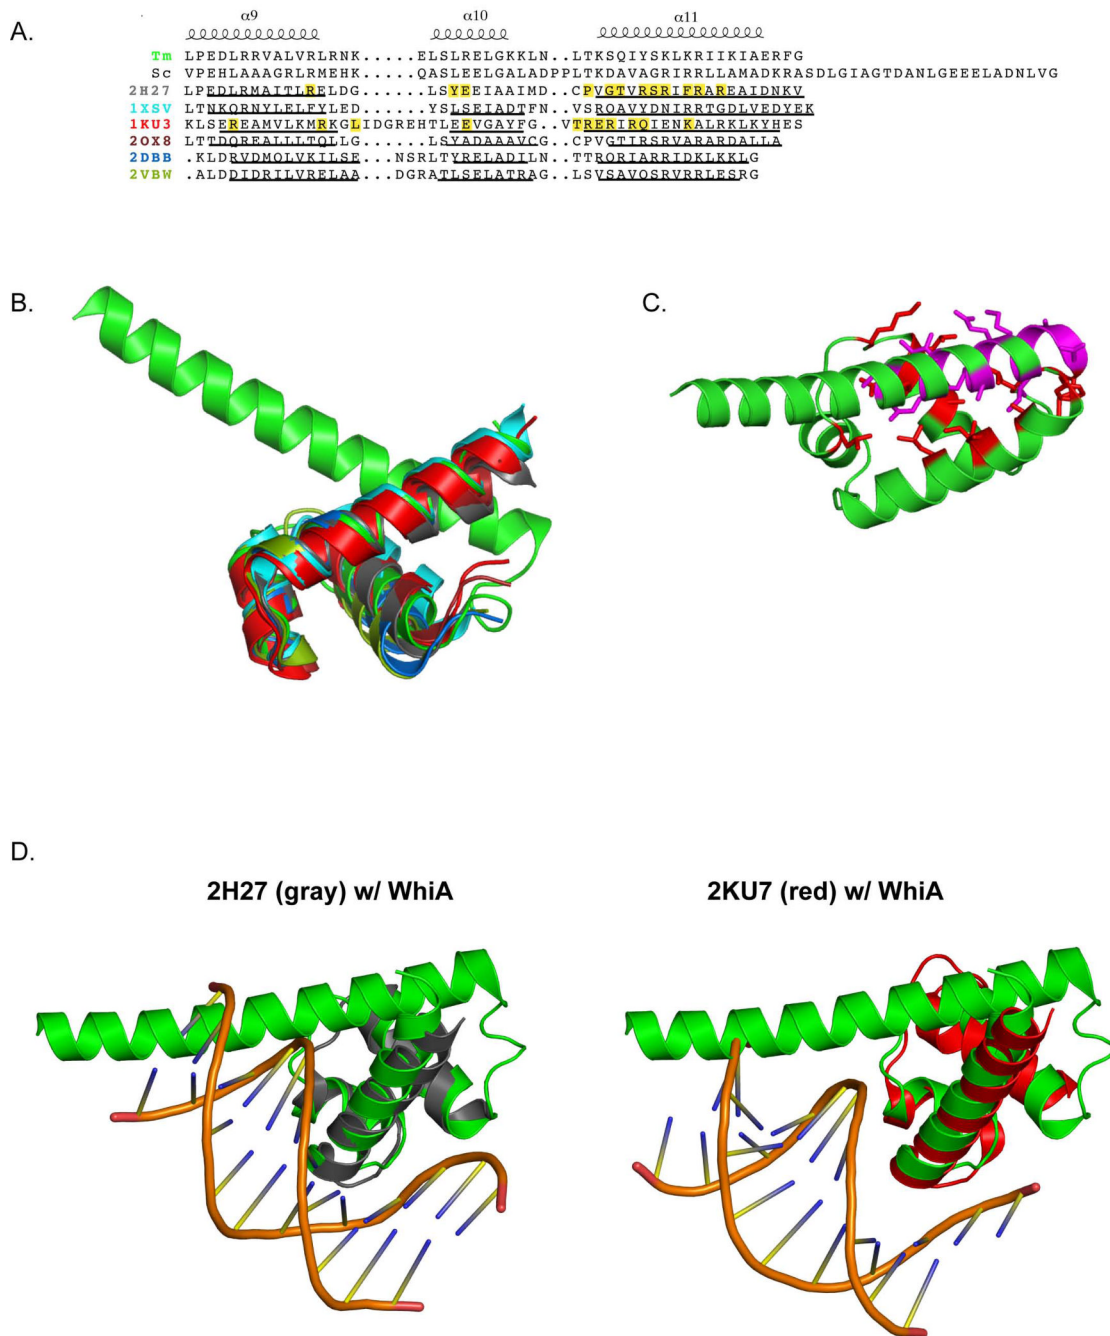 A.
α9 α10 α11
Tm LPEDLRRVALVRLRNK.....ELSLRELGKKLN..LTKSQIYSKLKRIIKIAERFG
Sc VPEHLAAAGRLRMEHK.....QASLEELGALADPPLTKDAVAGRIRRLLAMADKRASDLGIAGTDANLGEEELADNLVG
2H27 LPEDLRMAITLRELDG......LSYEEIAAIMD..CPVGTVRSRIFRAREAIDNKV
1XSV LTNKQRNYLELFYLED......YSLSEIADTFN..VSRQAVYDNIRRTGDLVEDYEK
1KU3 KLSEREAMVLKMRKGLIDGREHTLEEVGAYFG..VTRERIRQIENKALRKLKYHES
2OX8 LTTDQREALLLTQLLG......LSYADAAAVCG..CPVGTIRSRVARARDALLA
2DBB .KLDRVDMQLVKILSE..NSRLTYRELADILN..TTRQRIARRIDKLKKLG
2VBW .ALDDIDRILVRELAA...DGRATLSELATRAG..LSVSAVQSRVRRLESRG
B.
C.
D.
2H27 (gray) w/ WhiA 2KU7 (red) w/ WhiA